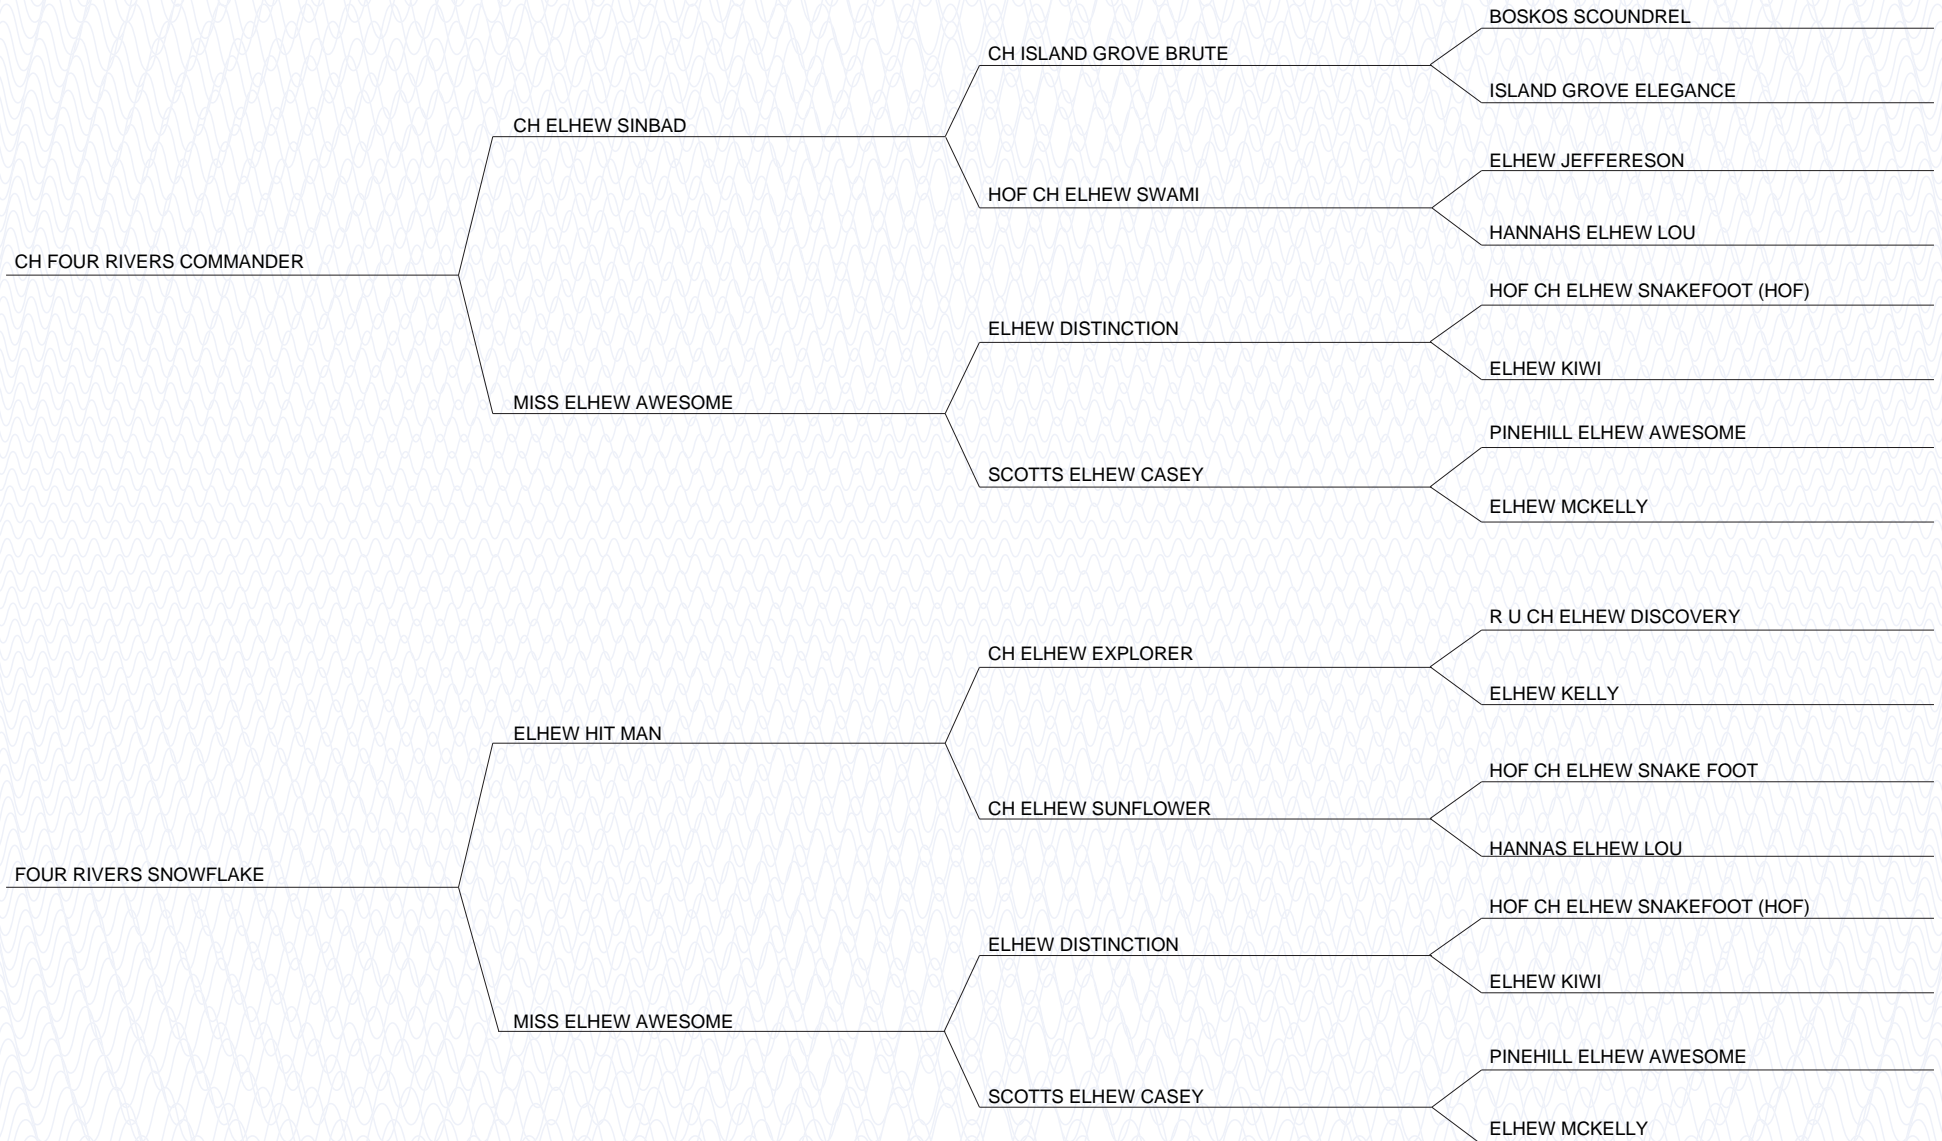 BOSKOS SCOUNDREL
CH ISLAND GROVE BRUTE
ISLAND GROVE ELEGANCE
CH ELHEW SINBAD
ELHEW JEFFERESON
HOF CH ELHEW SWAMI
HANNAHS ELHEW LOU
CH FOUR RIVERS COMMANDER
HOF CH ELHEW SNAKEFOOT (HOF)
ELHEW DISTINCTION
ELHEW KIWI
MISS ELHEW AWESOME
PINEHILL ELHEW AWESOME
SCOTTS ELHEW CASEY
ELHEW MCKELLY
R U CH ELHEW DISCOVERY
CH ELHEW EXPLORER
ELHEW KELLY
ELHEW HIT MAN
HOF CH ELHEW SNAKE FOOT
CH ELHEW SUNFLOWER
HANNAS ELHEW LOU
FOUR RIVERS SNOWFLAKE
HOF CH ELHEW SNAKEFOOT (HOF)
ELHEW DISTINCTION
ELHEW KIWI
MISS ELHEW AWESOME
PINEHILL ELHEW AWESOME
SCOTTS ELHEW CASEY
ELHEW MCKELLY